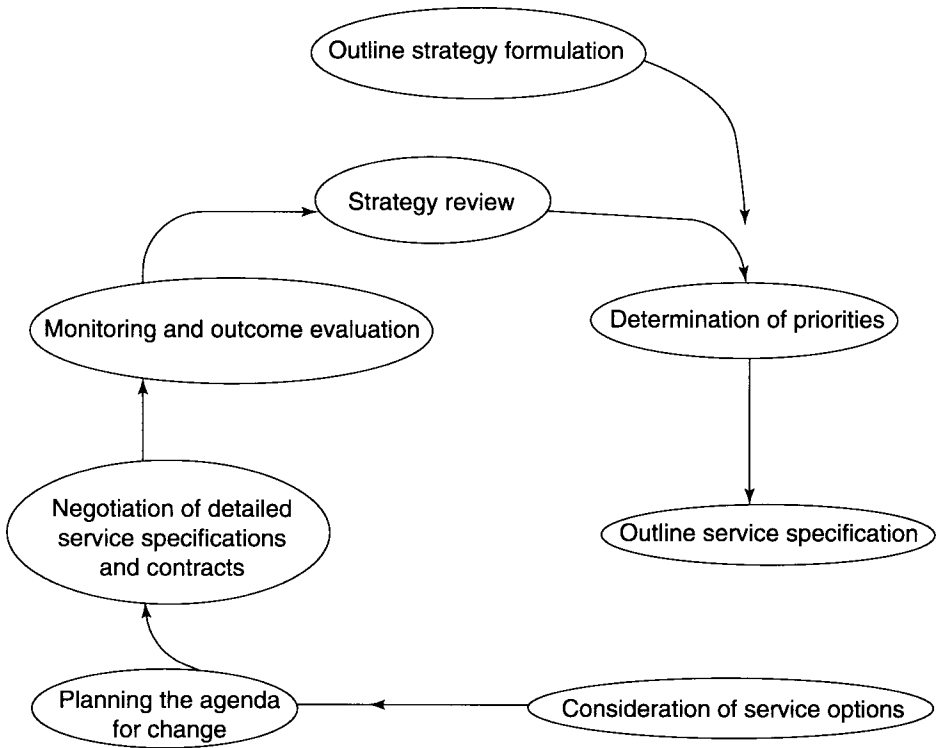 Outline strategy formulation
Strategy review
Monitoring and outcome evaluation
Determination of priorities
Negotiation of detailed
service specifications
and contracts
Outline service specification
Planning the agenda
for change
Consideration of service options